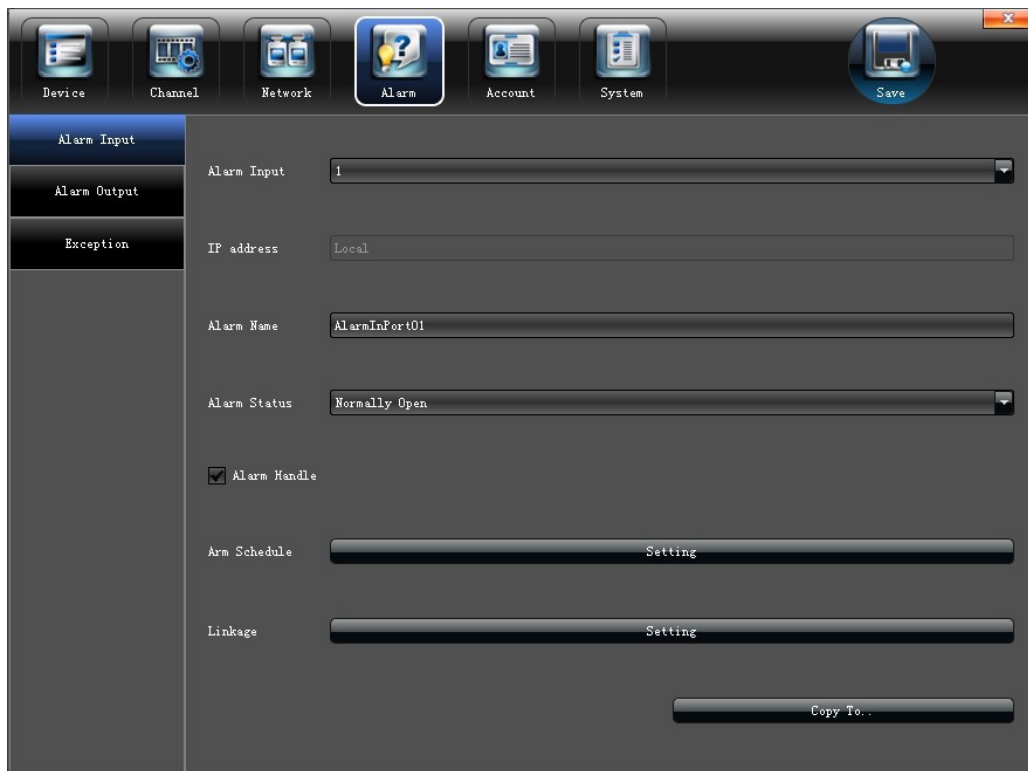 Device Channel Network Alarm Account System Save
Alarm Input
Alarm Output
Exception
Alarm Input 1
IP address Local
Alarm Name AlarmInPort01
Alarm Status Normally Open
Alarm Handle
Arm Schedule Setting
Linkage Setting
Copy To..